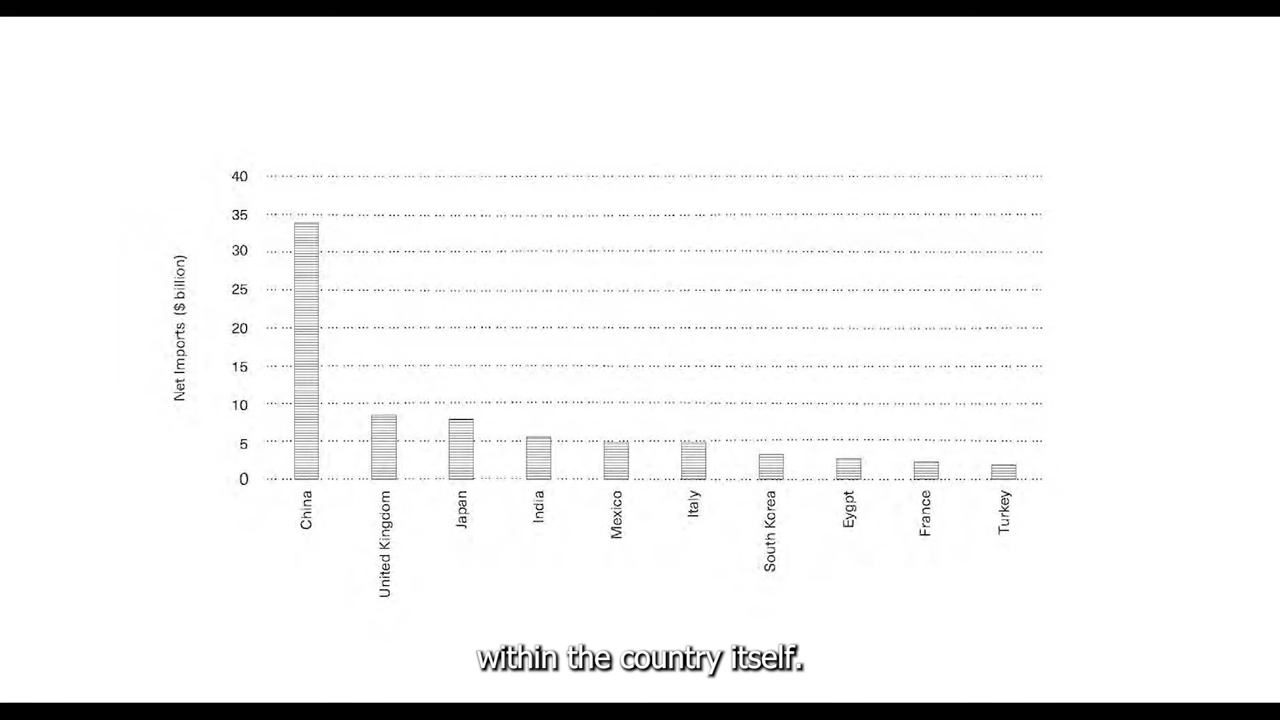 40
35
30
25
20
15
10
5
0
Net Imports ($ billion)
China
United Kingdom
Japan
India
Mexico
Italy
South Korea
Eygpt
France
Turkey
within the country itself.